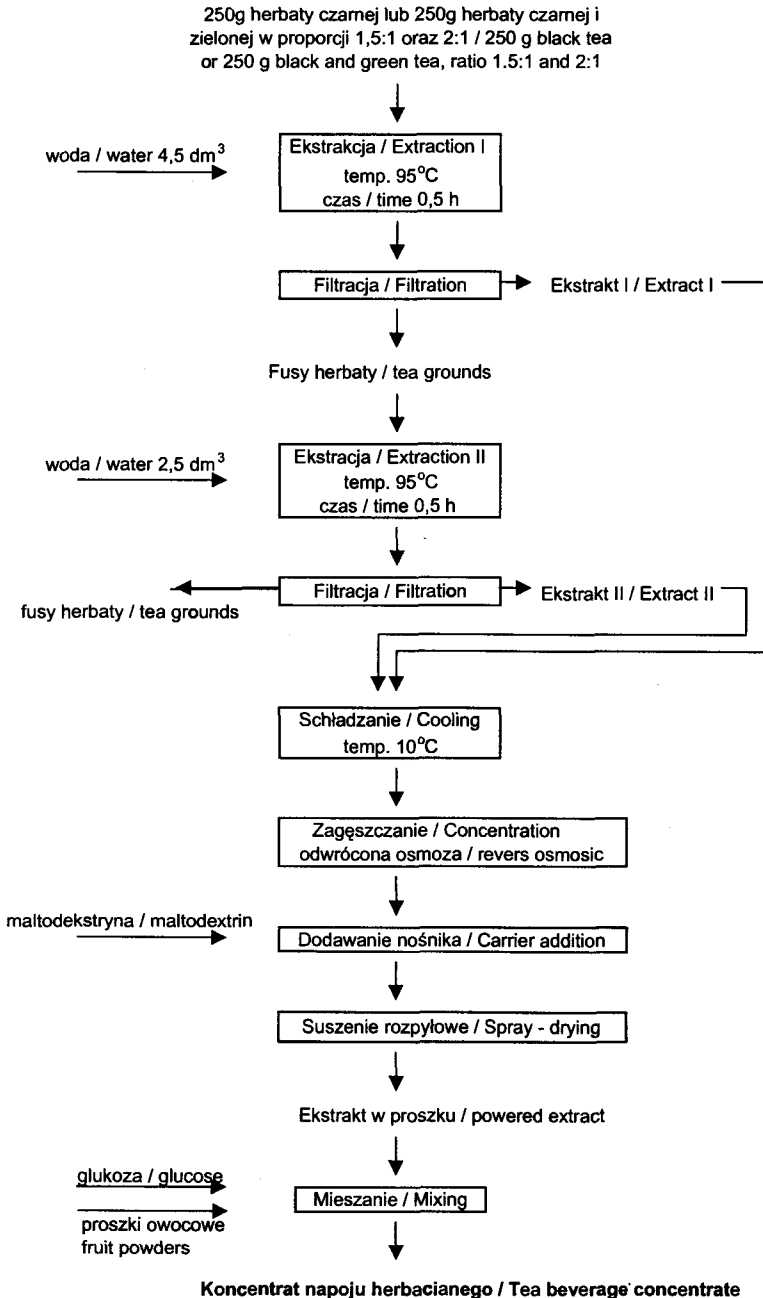 250g herbaty czarnej lub 250g herbaty czarnej i
zielonej w proporcji 1,5:1 oraz 2:1 / 250 g black tea
or 250 g black and green tea, ratio 1.5:1 and 2:1
woda / water 4,5 dm³
Ekstrakcja / Extraction I
temp. 95°C
czas / time 0,5 h
Filtracja / Filtration
Ekstrakt I / Extract I
Fusy herbaty / tea grounds
woda / water 2,5 dm³
Ekstracja / Extraction II
temp. 95°C
czas / time 0,5 h
Filtracja / Filtration
Ekstrakt II / Extract II
fusy herbaty / tea grounds
Schładzanie / Cooling
temp. 10°C
Zagęszczanie / Concentration
odwrócona osmoza / revers osmosic
maltodekstryna / maltodextrin
Dodawanie nośnika / Carrier addition
Suszenie rozpyłowe / Spray - drying
Ekstrakt w proszku / powered extract
glukoza / glucose
Mieszanie / Mixing
proszki owocowe
fruit powders
Koncentrat napoju herbacianego / Tea beverage concentrate